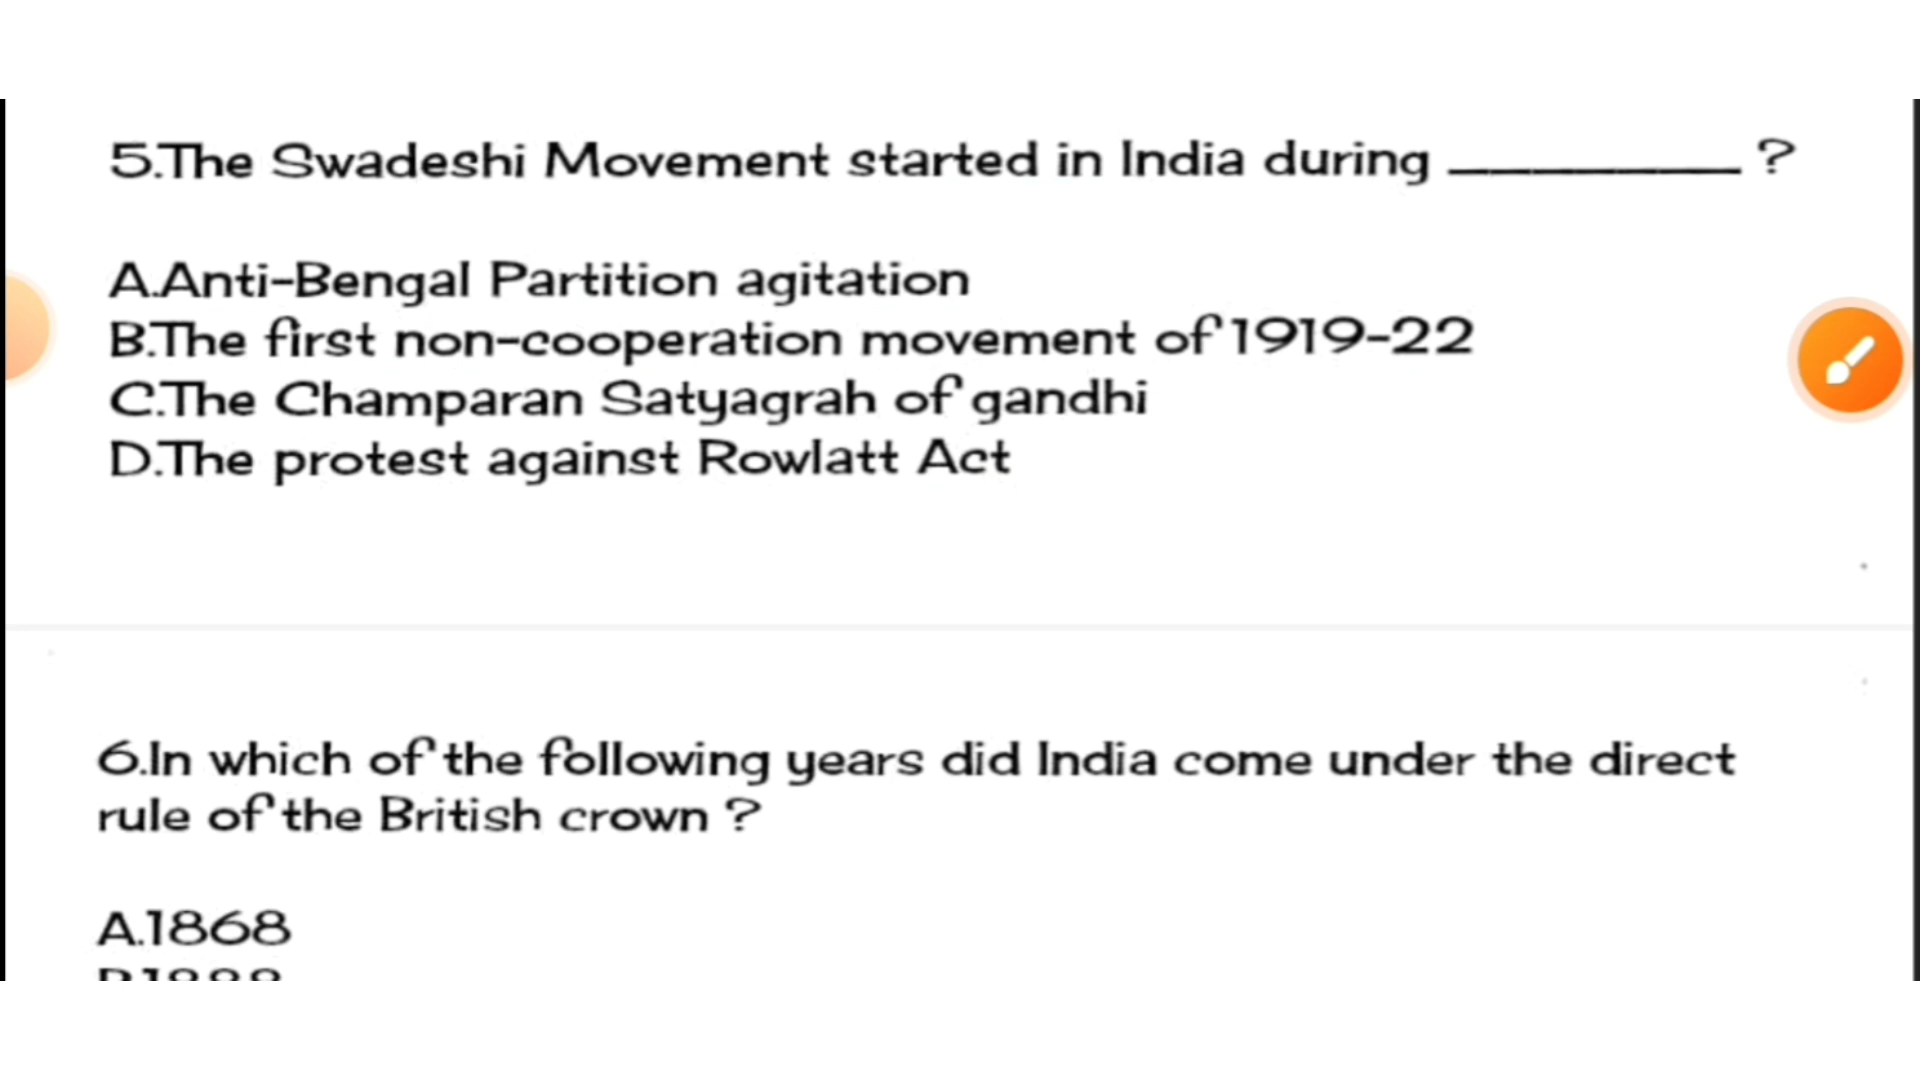 5.The Swadeshi Movement started in India during _______ ?
A.Anti-Bengal Partition agitation
B.The first non-cooperation movement of 1919-22
C.The Champaran Satyagrah of gandhi
D.The protest against Rowlatt Act
6.In which of the following years did India come under the direct
rule of the British crown ?
A.1868